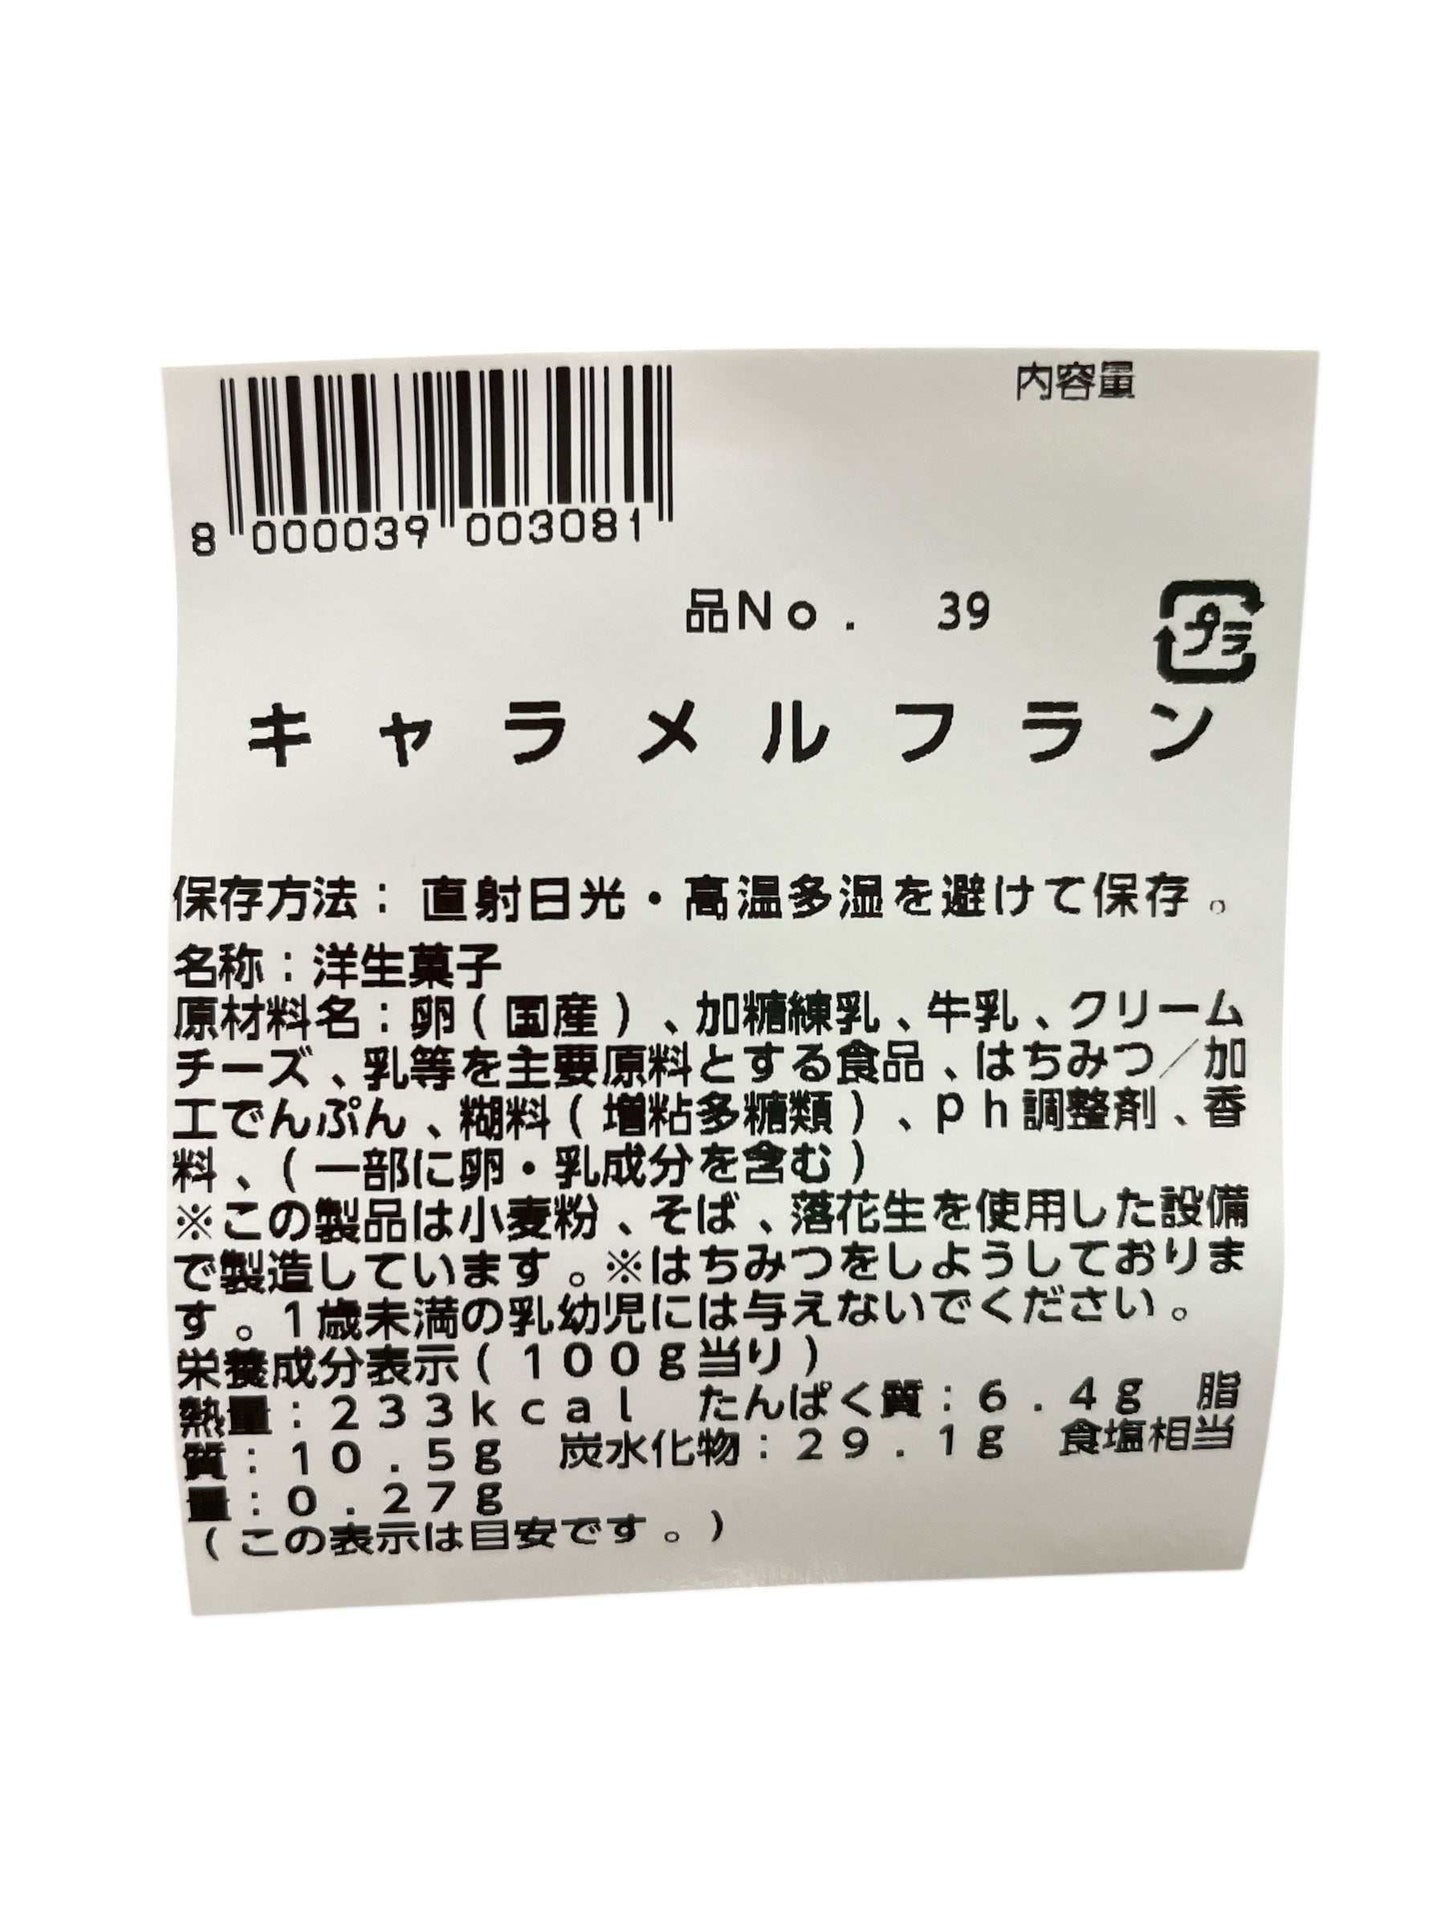 内容量
8 000039 003081
品No. 39
プラ
キャラメルフラン
保存方法：直射日光・高温多湿を避けて保存。
名称：洋生菓子
原材料名：卵(国産)、加糖練乳、牛乳、クリーム
チーズ、乳等を主要原料とする食品、はちみつ／加
工でんぷん、糊料(増粘多糖類)、ph調整剤、香
料、(一部に卵・乳成分を含む)
※この製品は小麦粉、そば、落花生を使用した設備
で製造しています。※はちみつをしようしておりま
す。1歳未満の乳幼児には与えないでください。
栄養成分表示(100g当り)
熱量：233kcal たんぱく質：6.4g 脂
質：10.5g 炭水化物：29.1g 食塩相当
量：0.27g
(この表示は目安です。)